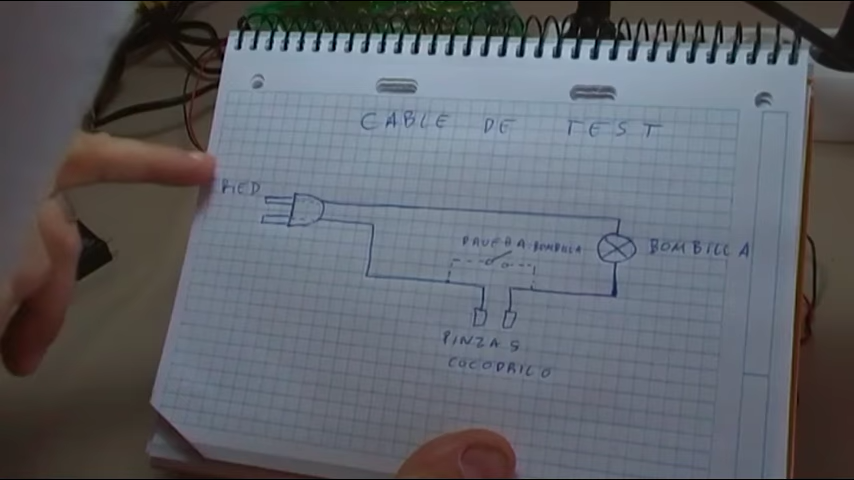 CABLE DE TEST
RED
PRUEBA BOMBILLA
BOMBILLA
PINZAS
COCODRILO